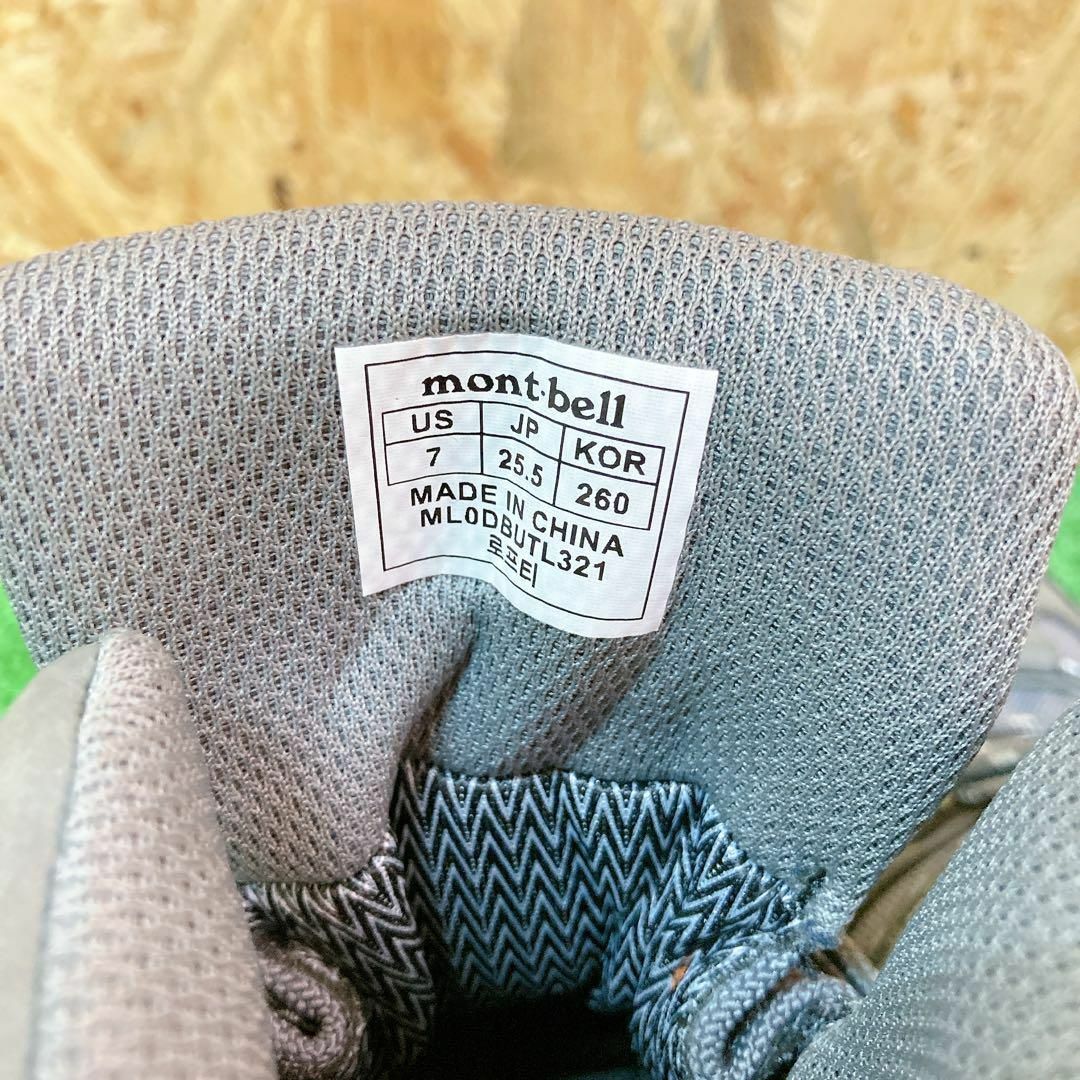 mont·bell
US JP KOR
7 25.5 260
MADE IN CHINA
ML0DBUTL321
로프티